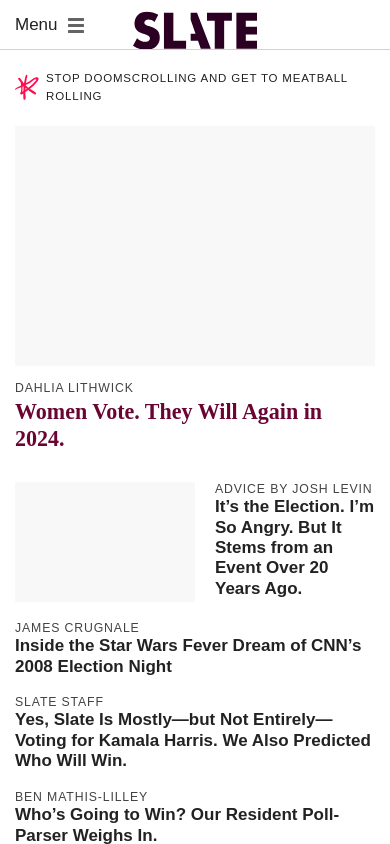 Menu
SLATE
STOP DOOMSCROLLING AND GET TO MEATBALL
ROLLING
DAHLIA LITHWICK
Women Vote. They Will Again in
2024.
ADVICE BY JOSH LEVIN
It’s the Election. I’m
So Angry. But It
Stems from an
Event Over 20
Years Ago.
JAMES CRUGNALE
Inside the Star Wars Fever Dream of CNN’s
2008 Election Night
SLATE STAFF
Yes, Slate Is Mostly—but Not Entirely—
Voting for Kamala Harris. We Also Predicted
Who Will Win.
BEN MATHIS-LILLEY
Who’s Going to Win? Our Resident Poll-
Parser Weighs In.